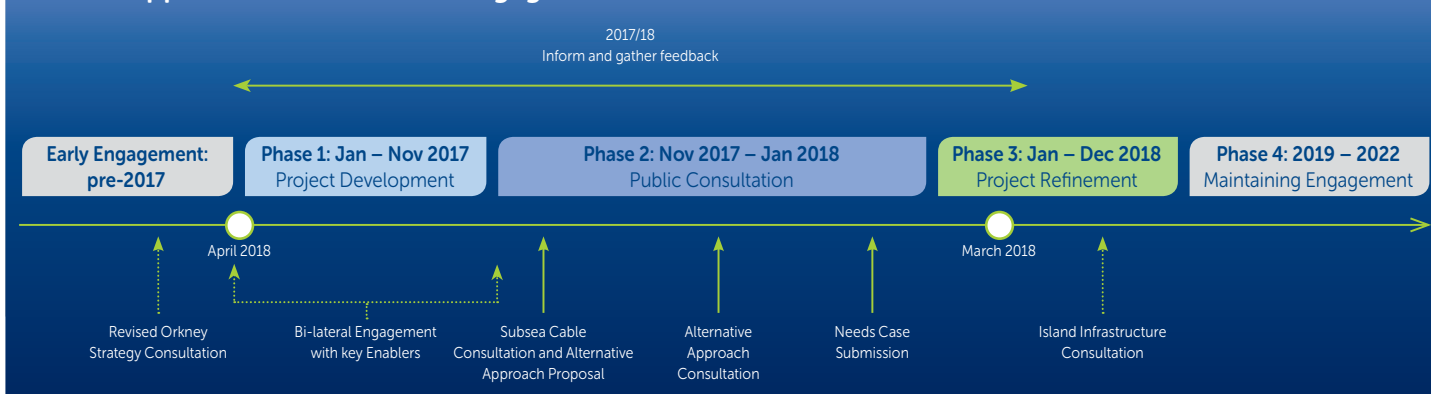 2017/18
Inform and gather feedback
Early Engagement:
pre-2017
Phase 1: Jan – Nov 2017
Project Development
Phase 2: Nov 2017 – Jan 2018
Public Consultation
Phase 3: Jan – Dec 2018
Project Refinement
Phase 4: 2019 – 2022
Maintaining Engagement
April 2018
March 2018
Revised Orkney
Strategy Consultation
Bi-lateral Engagement
with key Enablers
Subsea Cable
Consultation and Alternative
Approach Proposal
Alternative
Approach
Consultation
Needs Case
Submission
Island Infrastructure
Consultation